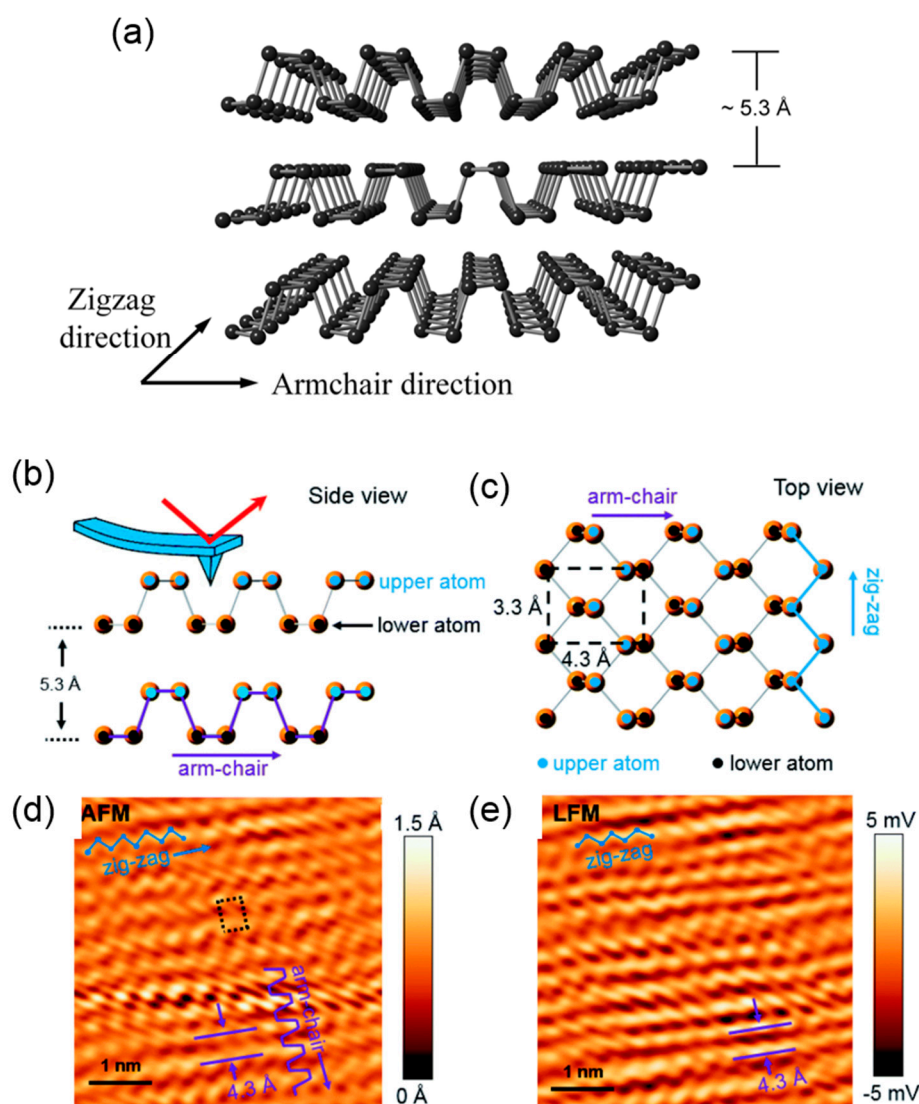 (a)
~ 5.3 Å
Zigzag
direction
Armchair direction
(b)
Side view
upper atom
lower atom
5.3 Å
arm-chair
(c)
arm-chair
Top view
zig-zag
3.3 Å
4.3 Å
upper atom
lower atom
(d)
AFM
zig-zag
arm-chair
4.3 Å
1 nm
1.5 Å
0 Å
(e)
LFM
zig-zag
4.3 Å
1 nm
5 mV
-5 mV